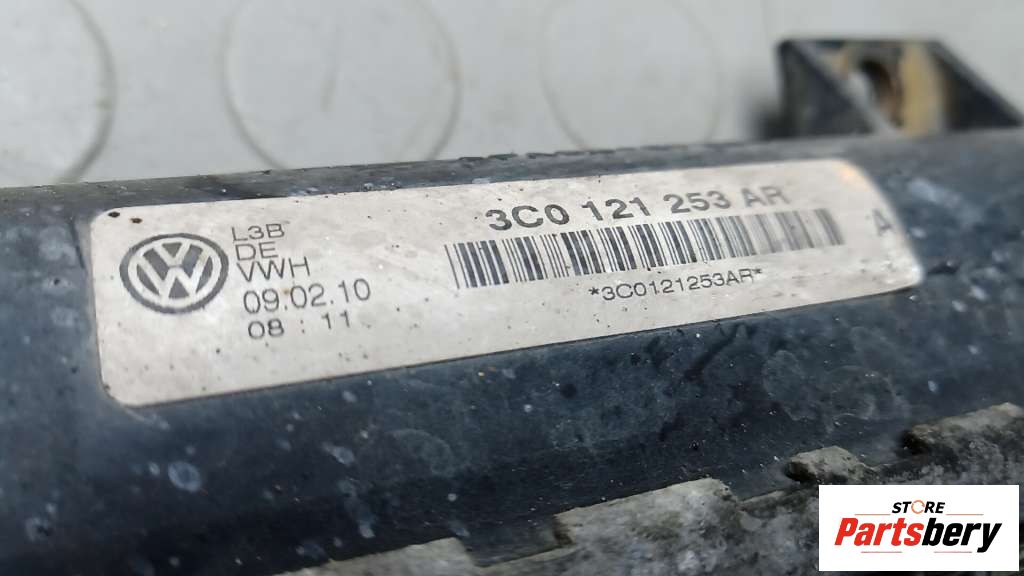 3C0 121 253 AR
L3B
DE
VWH
09.02.10
08 : 11
A
*3C0121253AR*
STORE
Partsbery